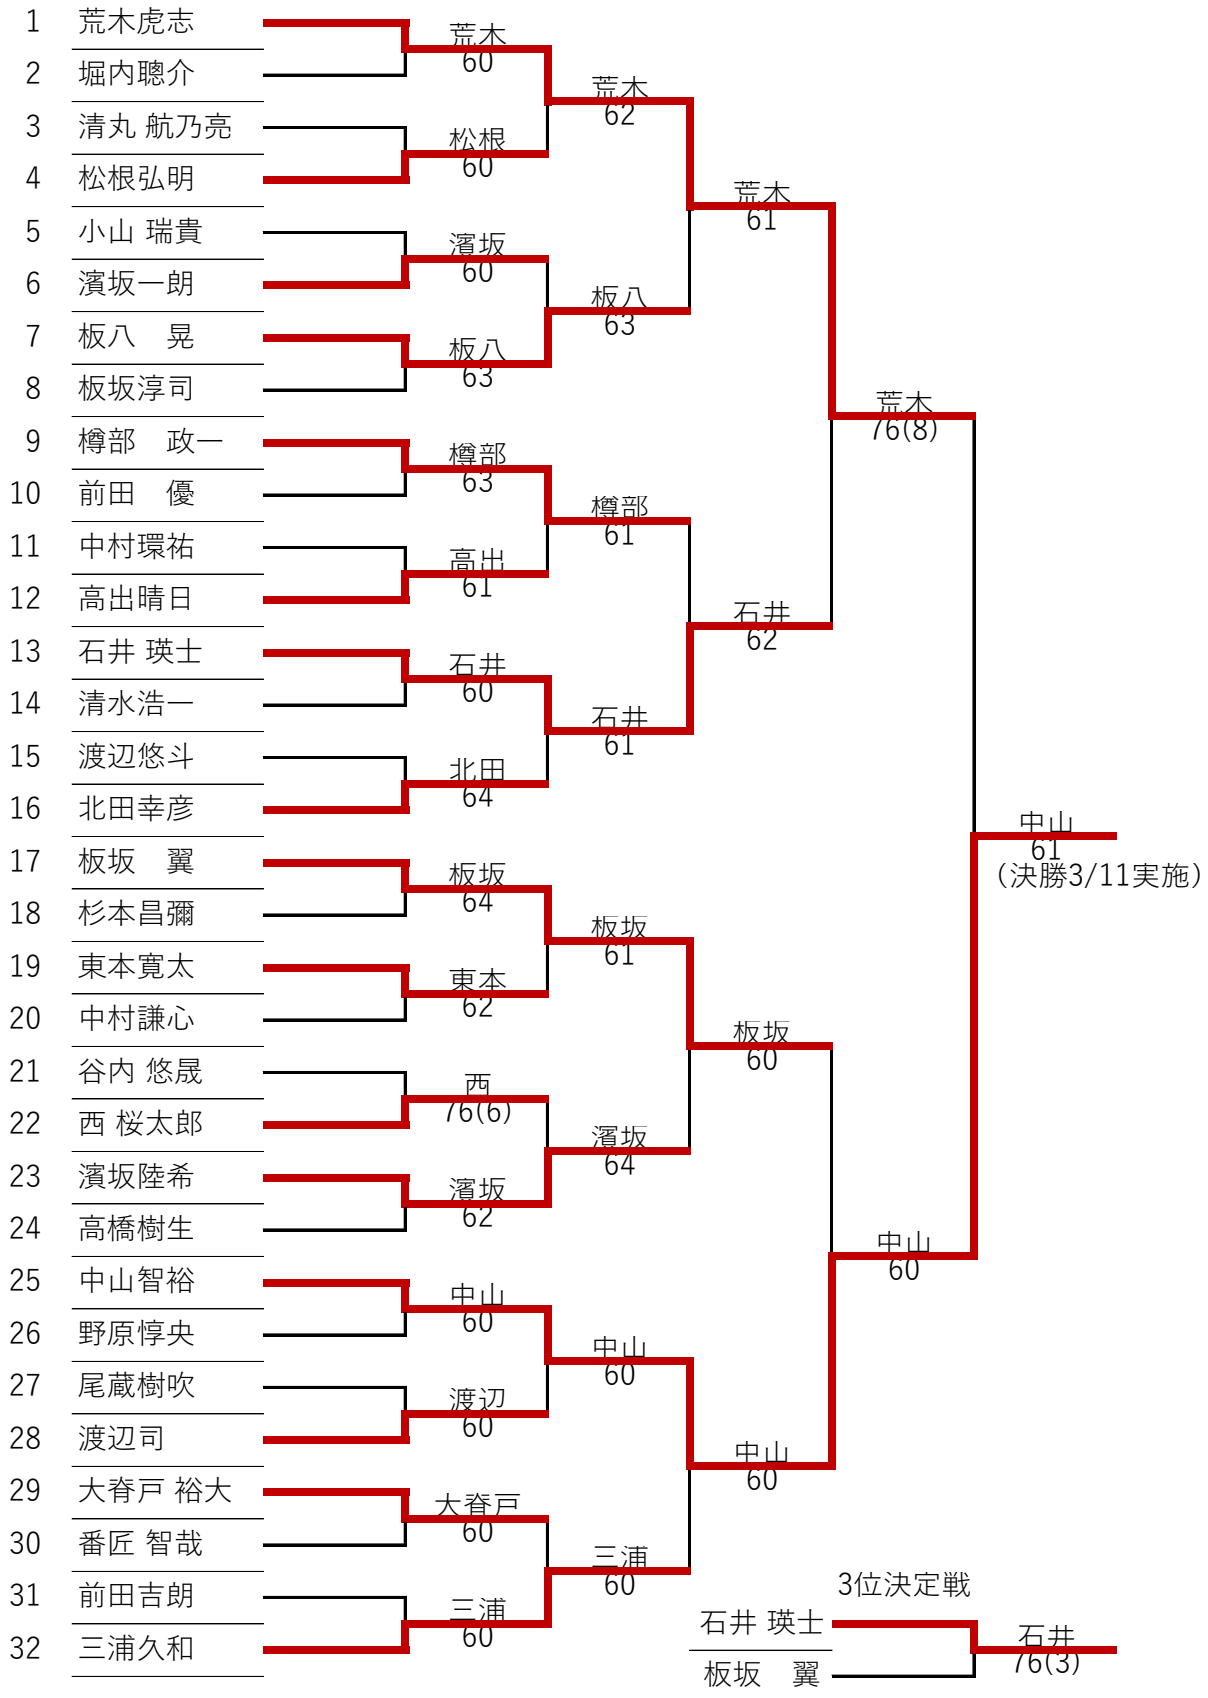 1 荒木虎志
荒木
60
2 堀内聰介
荒木
62
3 清丸 航乃亮
松根
60
4 松根弘明
荒木
61
5 小山 瑞貴
濱坂
60
6 濱坂一朗
板八
63
7 板八　晃
板八
63
8 板坂淳司
荒木
76(8)
9 樽部　政一
樽部
63
10 前田　優
樽部
61
11 中村環祐
高出
61
12 高出晴日
石井
62
13 石井 瑛士
石井
60
14 清水浩一
石井
61
15 渡辺悠斗
北田
64
16 北田幸彦
中山
61
(決勝3/11実施)
17 板坂　翼
板坂
64
18 杉本昌彌
板坂
61
19 東本寛太
東本
62
20 中村謙心
板坂
60
21 谷内 悠晟
西
76(6)
22 西 桜太郎
濱坂
64
23 濱坂陸希
濱坂
62
24 高橋樹生
中山
60
25 中山智裕
中山
60
26 野原惇央
中山
60
27 尾蔵樹吹
渡辺
60
28 渡辺司
中山
60
29 大脊戸 裕大
大脊戸
60
30 番匠 智哉
三浦
60
31 前田吉朗
三浦
60
32 三浦久和
3位決定戦
石井 瑛士
石井
76(3)
板坂　翼